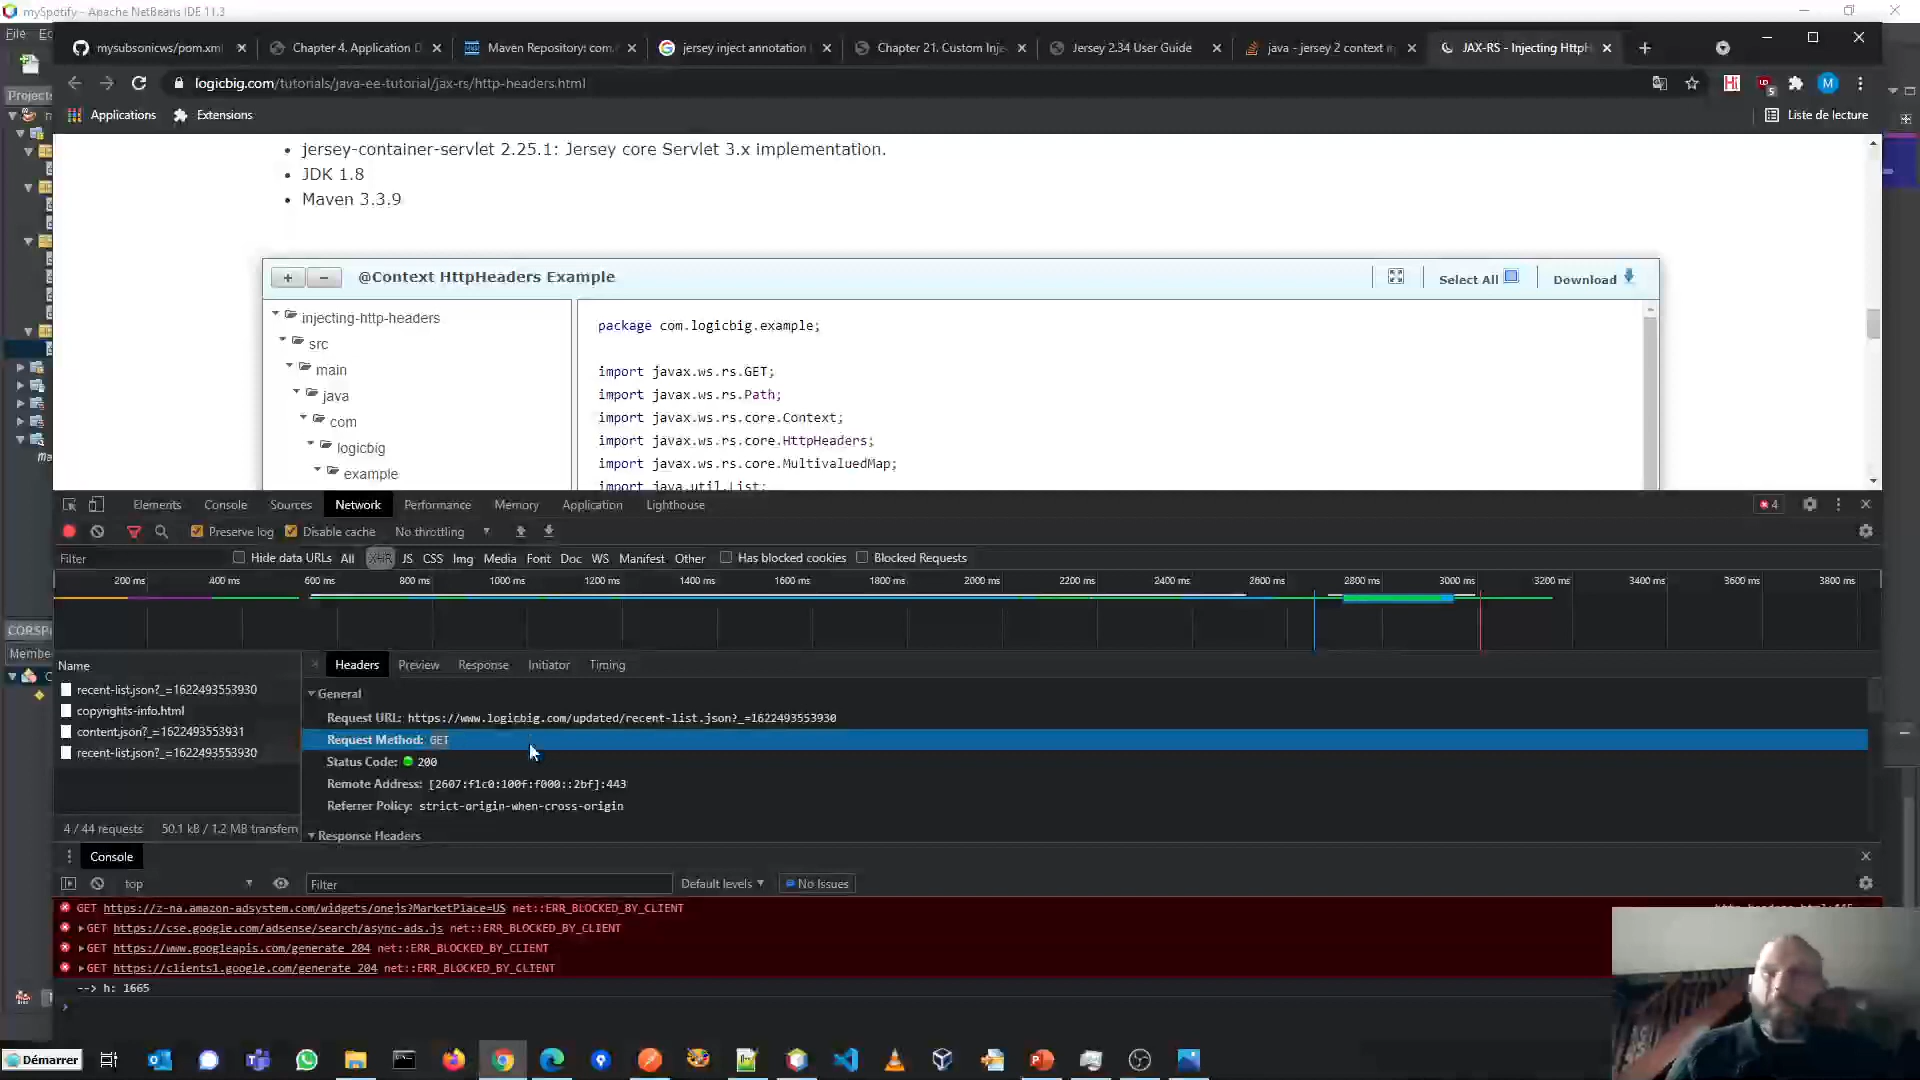 mySpotify - Apache NetBeans IDE 11.3
File
mysubsonicws/pom.xml
Chapter 4. Application D
Maven Repository: com.
jersey inject annotation
Chapter 21. Custom Inje
Jersey 2.34 User Guide
java - jersey 2 context in
JAX-RS - Injecting HttpH
logicbig.com/tutorials/java-ee-tutorial/jax-rs/http-headers.html
Hi
5
M
Projects
Applications
Extensions
Liste de lecture
jersey-container-servlet 2.25.1: Jersey core Servlet 3.x implementation.
JDK 1.8
Maven 3.3.9
+
−
@Context HttpHeaders Example
Select All
Download
injecting-http-headers
src
main
java
com
logicbig
example
package com.logicbig.example;
import javax.ws.rs.GET;
import javax.ws.rs.Path;
import javax.ws.rs.core.Context;
import javax.ws.rs.core.HttpHeaders;
import javax.ws.rs.core.MultivaluedMap;
import java.util.List;
Elements
Console
Sources
Network
Performance
Memory
Application
Lighthouse
4
Preserve log
Disable cache
No throttling
Filter
Hide data URLs
All
XHR
JS
CSS
Img
Media
Font
Doc
WS
Manifest
Other
Has blocked cookies
Blocked Requests
200 ms
400 ms
600 ms
800 ms
1000 ms
1200 ms
1400 ms
1600 ms
1800 ms
2000 ms
2200 ms
2400 ms
2600 ms
2800 ms
3000 ms
3200 ms
3400 ms
3600 ms
3800 ms
CORSF
Membe
Name
Headers
Preview
Response
Initiator
Timing
recent-list.json?_=1622493553930
copyrights-info.html
content.json?_=1622493553931
recent-list.json?_=1622493553930
General
Request URL: https://www.logicbig.com/updated/recent-list.json?_=1622493553930
Request Method: GET
Status Code: 200
Remote Address: [2607:f1c0:100f:f000::2bf]:443
Referrer Policy: strict-origin-when-cross-origin
4 / 44 requests
50.1 kB / 1.2 MB transfern
Response Headers
Console
top
Filter
Default levels
No Issues
GET https://z-na.amazon-adsystem.com/widgets/onejs?MarketPlace=US net::ERR_BLOCKED_BY_CLIENT
GET https://cse.google.com/adsense/search/async-ads.js net::ERR_BLOCKED_BY_CLIENT
GET https://www.googleapis.com/generate_204 net::ERR_BLOCKED_BY_CLIENT
GET https://clients1.google.com/generate_204 net::ERR_BLOCKED_BY_CLIENT
--> h: 1665
Démarrer